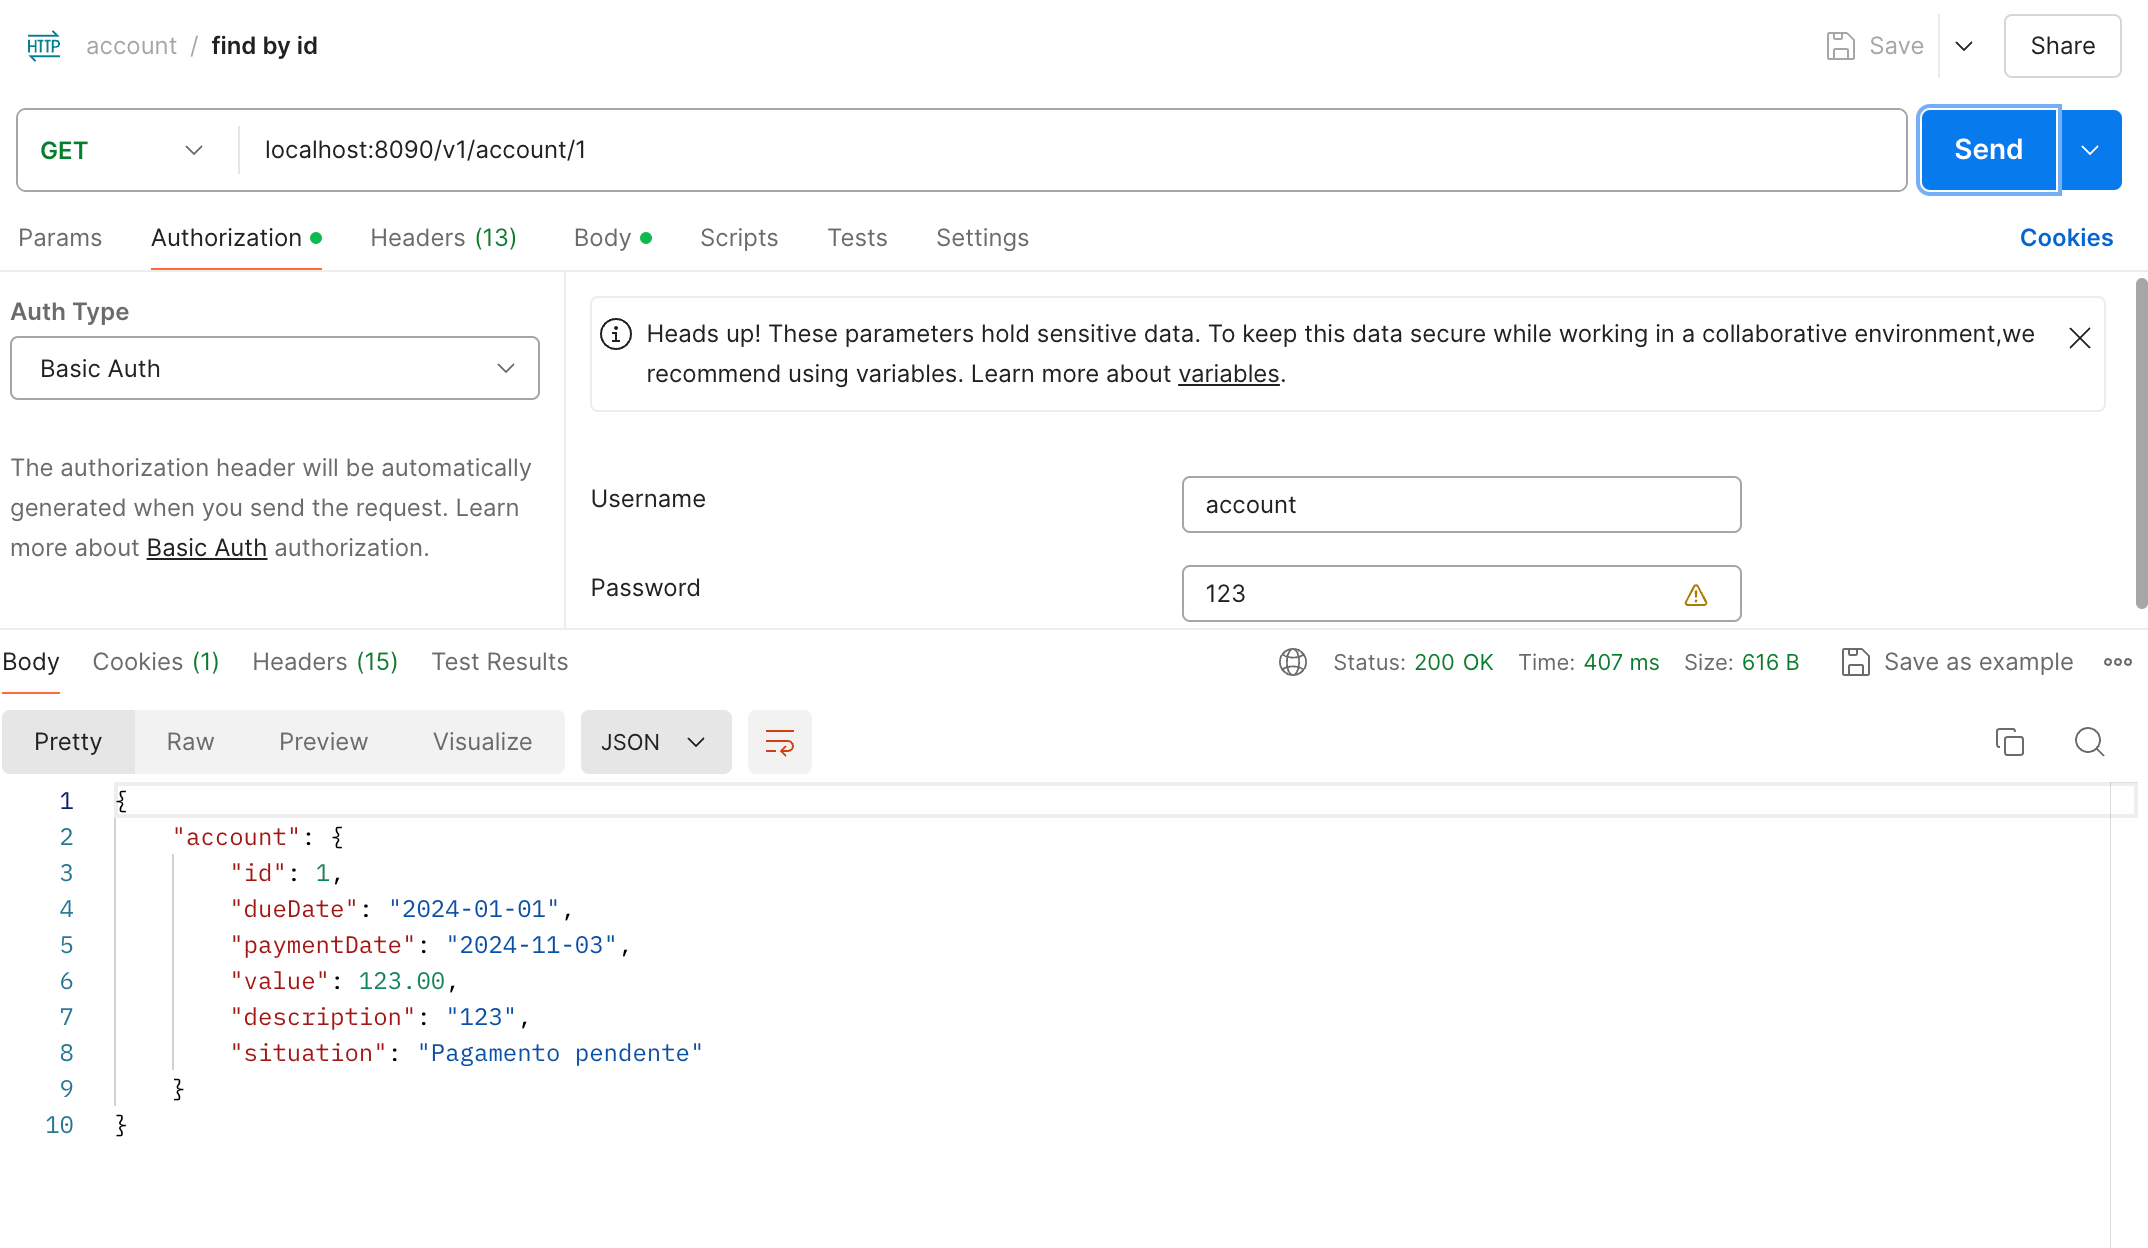 HTTP account / find by id Save Share
GET localhost:8090/v1/account/1 Send
Params Authorization Headers (13) Body Scripts Tests Settings Cookies
Auth Type
Basic Auth
The authorization header will be automatically
generated when you send the request. Learn
more about Basic Auth authorization.
Heads up! These parameters hold sensitive data. To keep this data secure while working in a collaborative environment,we
recommend using variables. Learn more about variables.
Username account
Password 123
Body Cookies (1) Headers (15) Test Results Status: 200 OK Time: 407 ms Size: 616 B Save as example
Pretty Raw Preview Visualize JSON
1 {
2 "account": {
3 "id": 1,
4 "dueDate": "2024-01-01",
5 "paymentDate": "2024-11-03",
6 "value": 123.00,
7 "description": "123",
8 "situation": "Pagamento pendente"
9 }
10 }